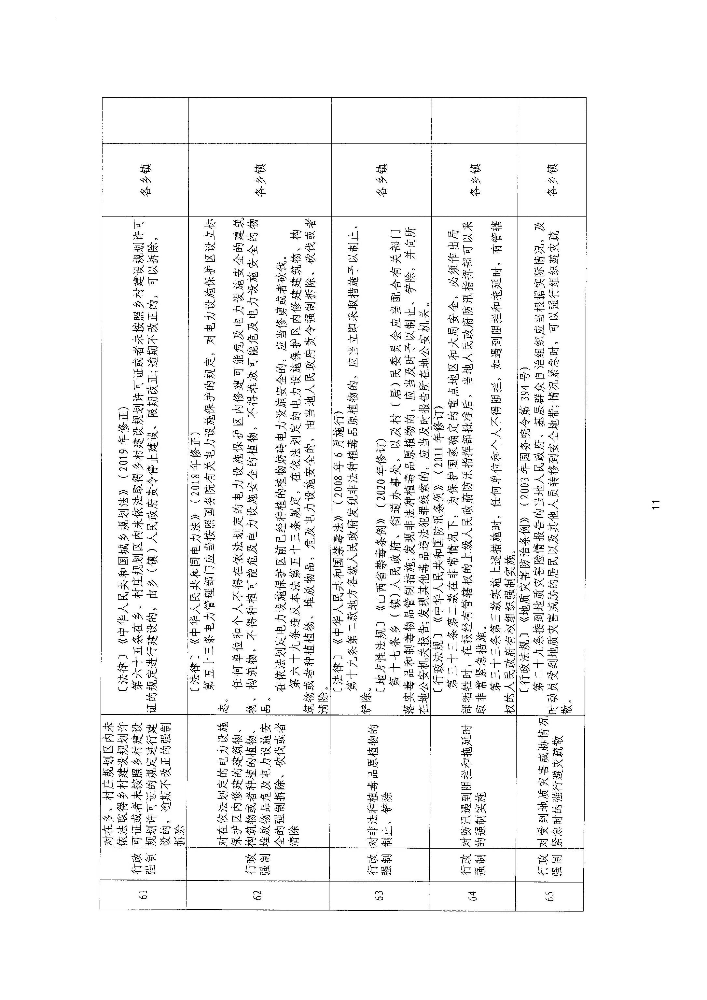 61
行政
强制
对在乡、村庄规划区内未
依法取得乡村建设规划许
可证或者未按照乡村建设
规划许可证的规定进行建
设的，逾期不改正的强制
拆除
〔法律〕《中华人民共和国城乡规划法》（2019年修正）
第六十五条在乡、村庄规划区内未依法取得乡村建设规划许可证或者未按照乡村建设规划许可
证的规定进行建设的，由乡（镇）人民政府责令停止建设、限期改正;逾期不改正的，可以拆除。
各乡镇
62
行政
强制
对在依法划定的电力设施
保护区内修建的建筑物、
构筑物或者种植的植物、
堆放物品危及电力设施安
全的强制拆除、砍伐或者
清除
〔法律〕《中华人民共和国电力法》（2018年修正）
第五十三条电力管理部门应当按照国务院有关电力设施保护的规定，对电力设施保护区设立标
志。
任何单位和个人不得在依法划定的电力设施保护区内修建可能危及电力设施安全的建筑
物、构筑物，不得种植可能危及电力设施安全的植物，不得堆放可能危及电力设施安全的物
品。
在依法划定电力设施保护区前已经种植的植物妨碍电力设施安全的，应当修剪或者砍伐。
第六十九条违反本法第五十三条规定，在依法划定的电力设施保护区内修建建筑物、构
筑物或者种植植物、堆放物品，危及电力设施安全的，由当地人民政府责令强制拆除、砍伐或者
清除。
各乡镇
63
行政
强制
对非法种植毒品原植物的
制止、铲除
〔法律〕《中华人民共和国禁毒法》（2008年6月施行）
第十九条第二款地方各级人民政府发现非法种植毒品原植物的，应当立即采取措施予以制止、
铲除。
〔地方性法规〕《山西省禁毒条例》（2020年修订）
第十七条乡（镇）人民政府、街道办事处，以及村（居）民委员会应当配合有关部门
落实毒品和制毒物品管制措施;发现非法种植毒品原植物的，应当及时予以制止、铲除，并向所
在地公安机关报告;发现其他毒品违法犯罪线索的，应当及时报告所在地公安机关。
各乡镇
64
行政
强制
对防汛遇到阻拦和拖延时
的强制实施
〔行政法规〕《中华人民共和国防汛条例》（2011年修订）
第三十三条第二款在非常情况下，为保护国家确定的重点地区和大局安全，必须作出局
部牺牲时，在报经有管辖权的上级人民政府防汛指挥部批准后，当地人民政府防汛指挥部可以采
取非常紧急措施。
第三十三条第三款实施上述措施时，任何单位和个人不得阻拦，如遇到阻拦和拖延时，有管辖
权的人民政府有权组织强制实施。
各乡镇
65
行政
强制
对受到地质灾害威胁情况
紧急时的强行避灾疏散
〔行政法规〕《地质灾害防治条例》（2003年国务院令第394号）
第二十九条接到地质灾害险情报告的当地人民政府、基层群众自治组织应当根据实际情况，及
时动员受到地质灾害威胁的居民以及其他人员转移到安全地带;情况紧急时，可以强行组织避灾疏
散。
各乡镇
11